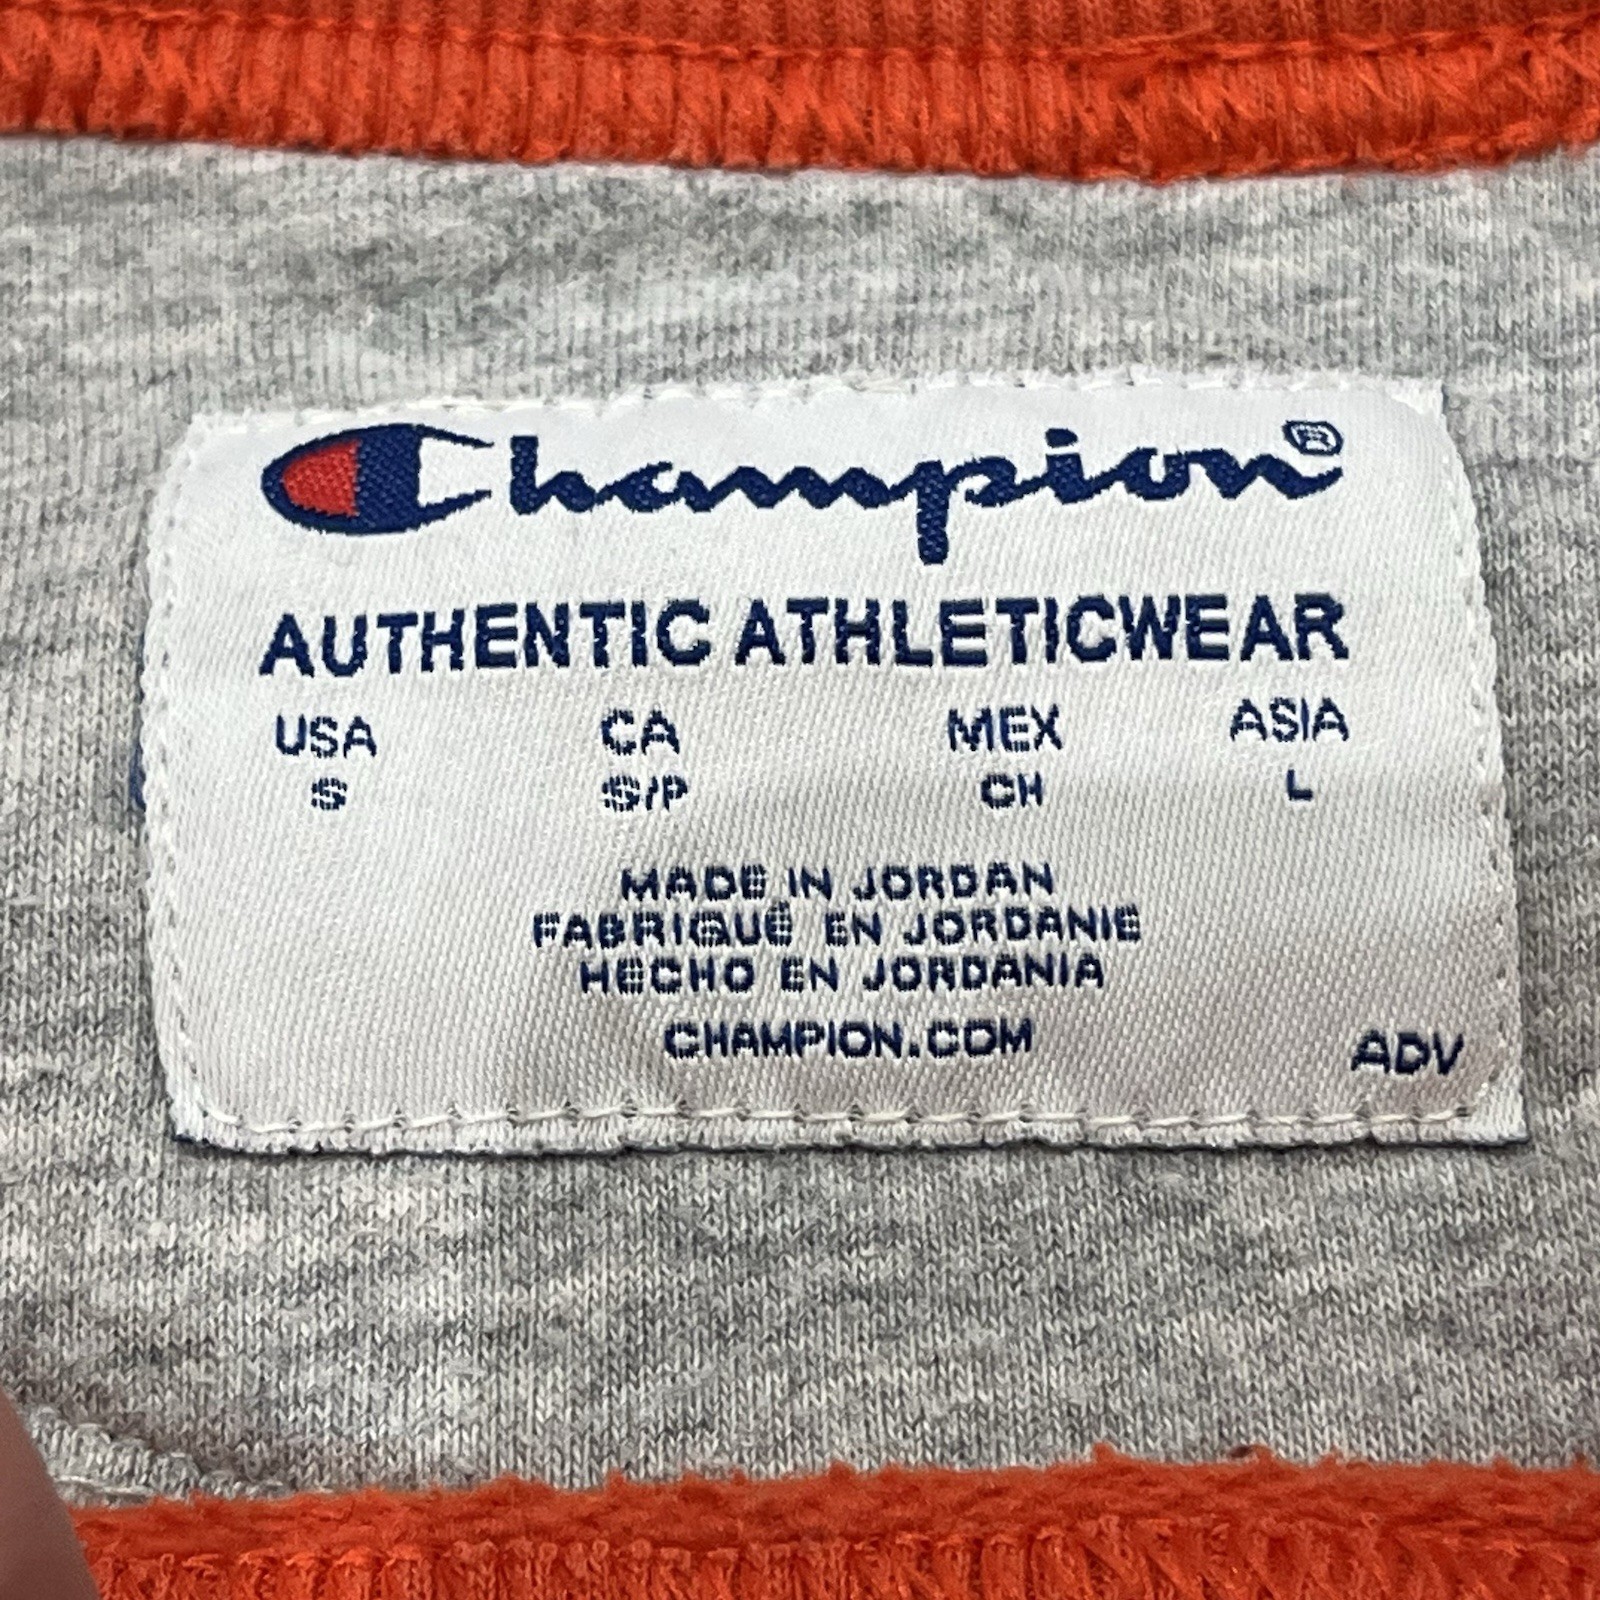 Champion®
AUTHENTIC ATHLETICWEAR
USA CA MEX ASIA
S S/P CH L
MADE IN JORDAN
FABRIQUÉ EN JORDANIE
HECHO EN JORDANIA
CHAMPION.COM
ADV